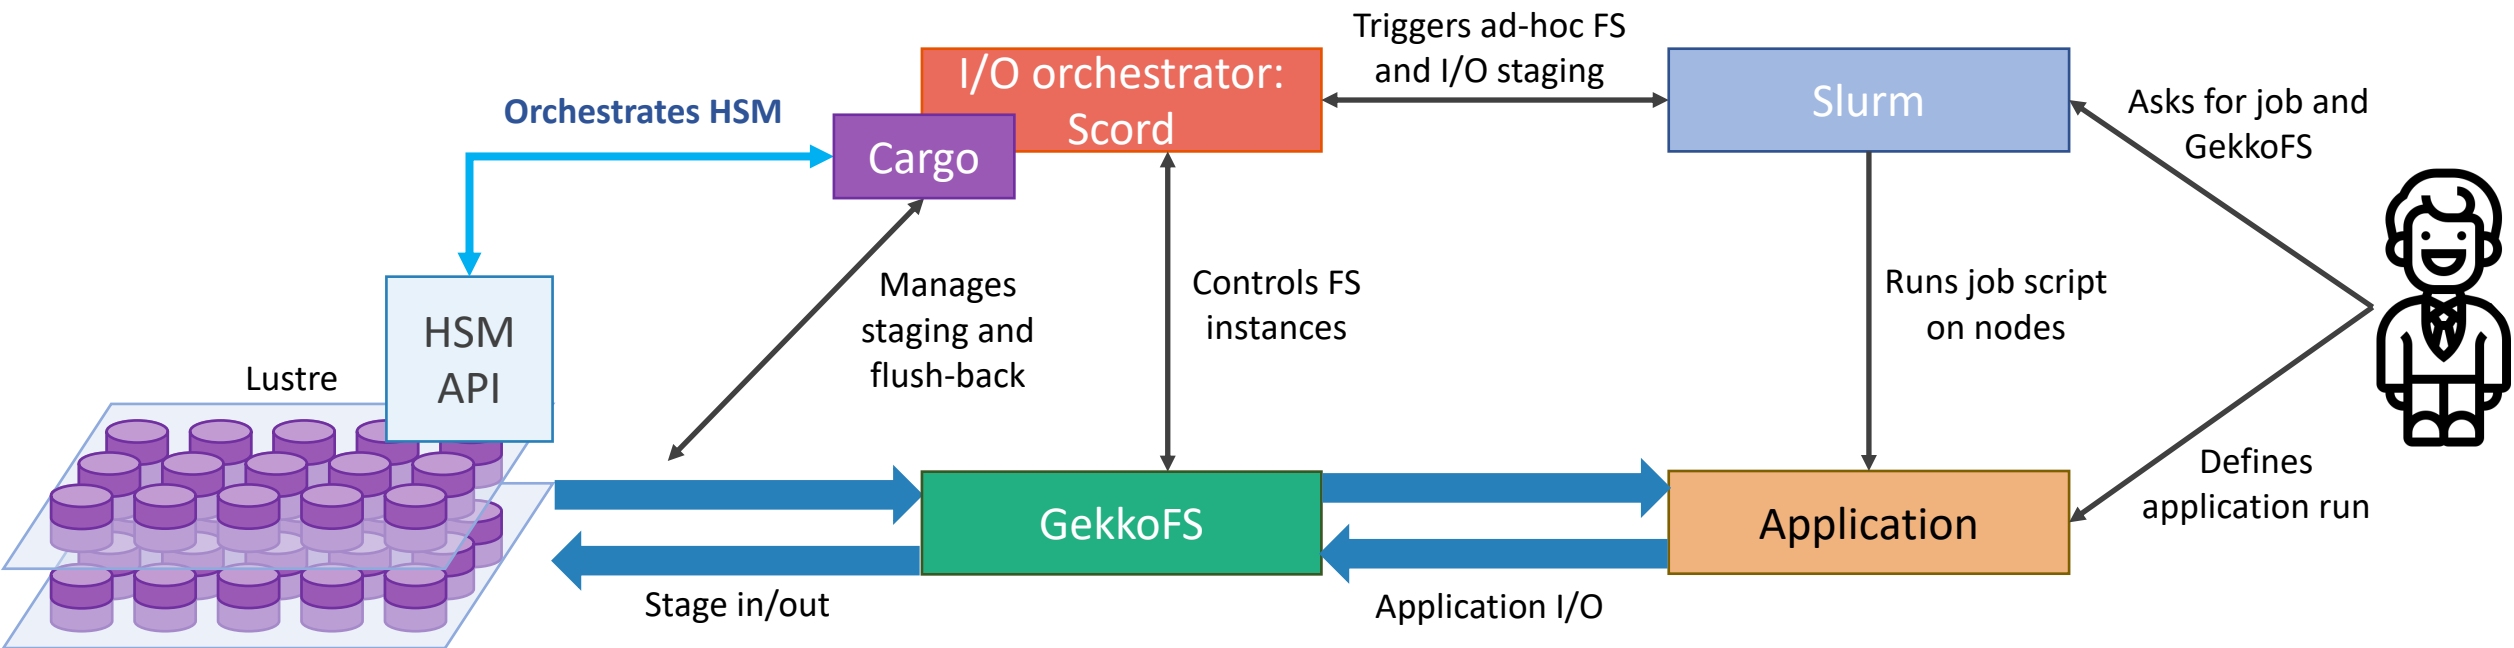 Triggers ad-hoc FS
and I/O staging
I/O orchestrator:
Scord
Slurm
Asks for job and
GekkoFS
Orchestrates HSM
Cargo
HSM
API
Manages
staging and
flush-back
Controls FS
instances
Runs job script
on nodes
Lustre
GekkoFS
Application
Defines
application run
Stage in/out
Application I/O